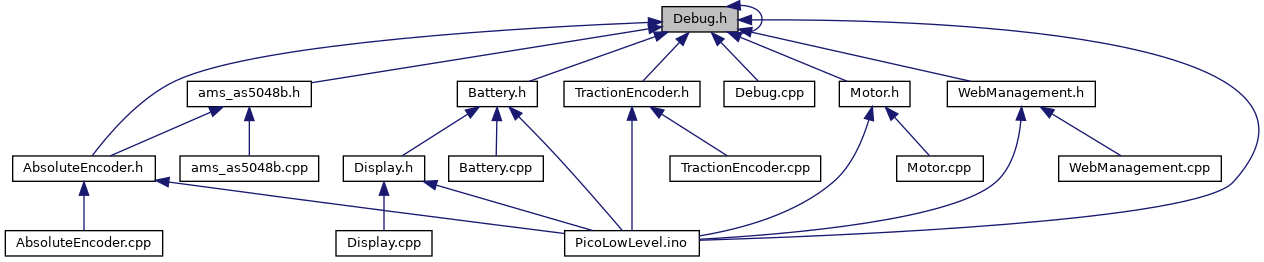 Debug.h
ams_as5048b.h
Battery.h
TractionEncoder.h
Debug.cpp
Motor.h
WebManagement.h
AbsoluteEncoder.h
ams_as5048b.cpp
Display.h
Battery.cpp
TractionEncoder.cpp
Motor.cpp
WebManagement.cpp
AbsoluteEncoder.cpp
Display.cpp
PicoLowLevel.ino